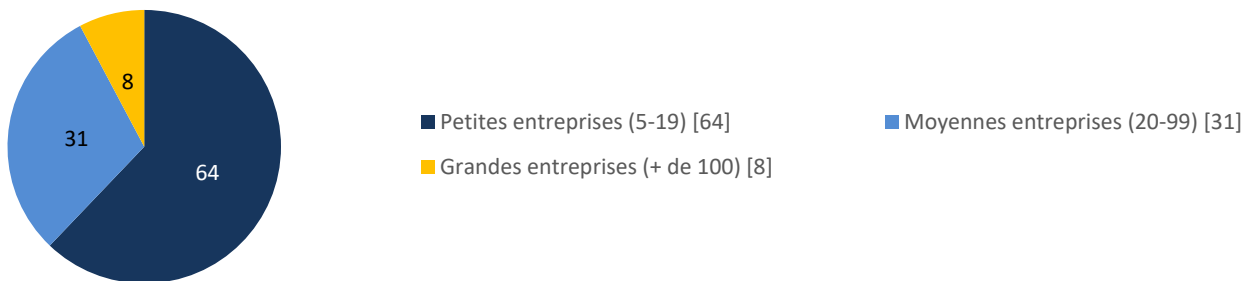 8
31
64
Petites entreprises (5-19) [64]
Moyennes entreprises (20-99) [31]
Grandes entreprises (+ de 100) [8]